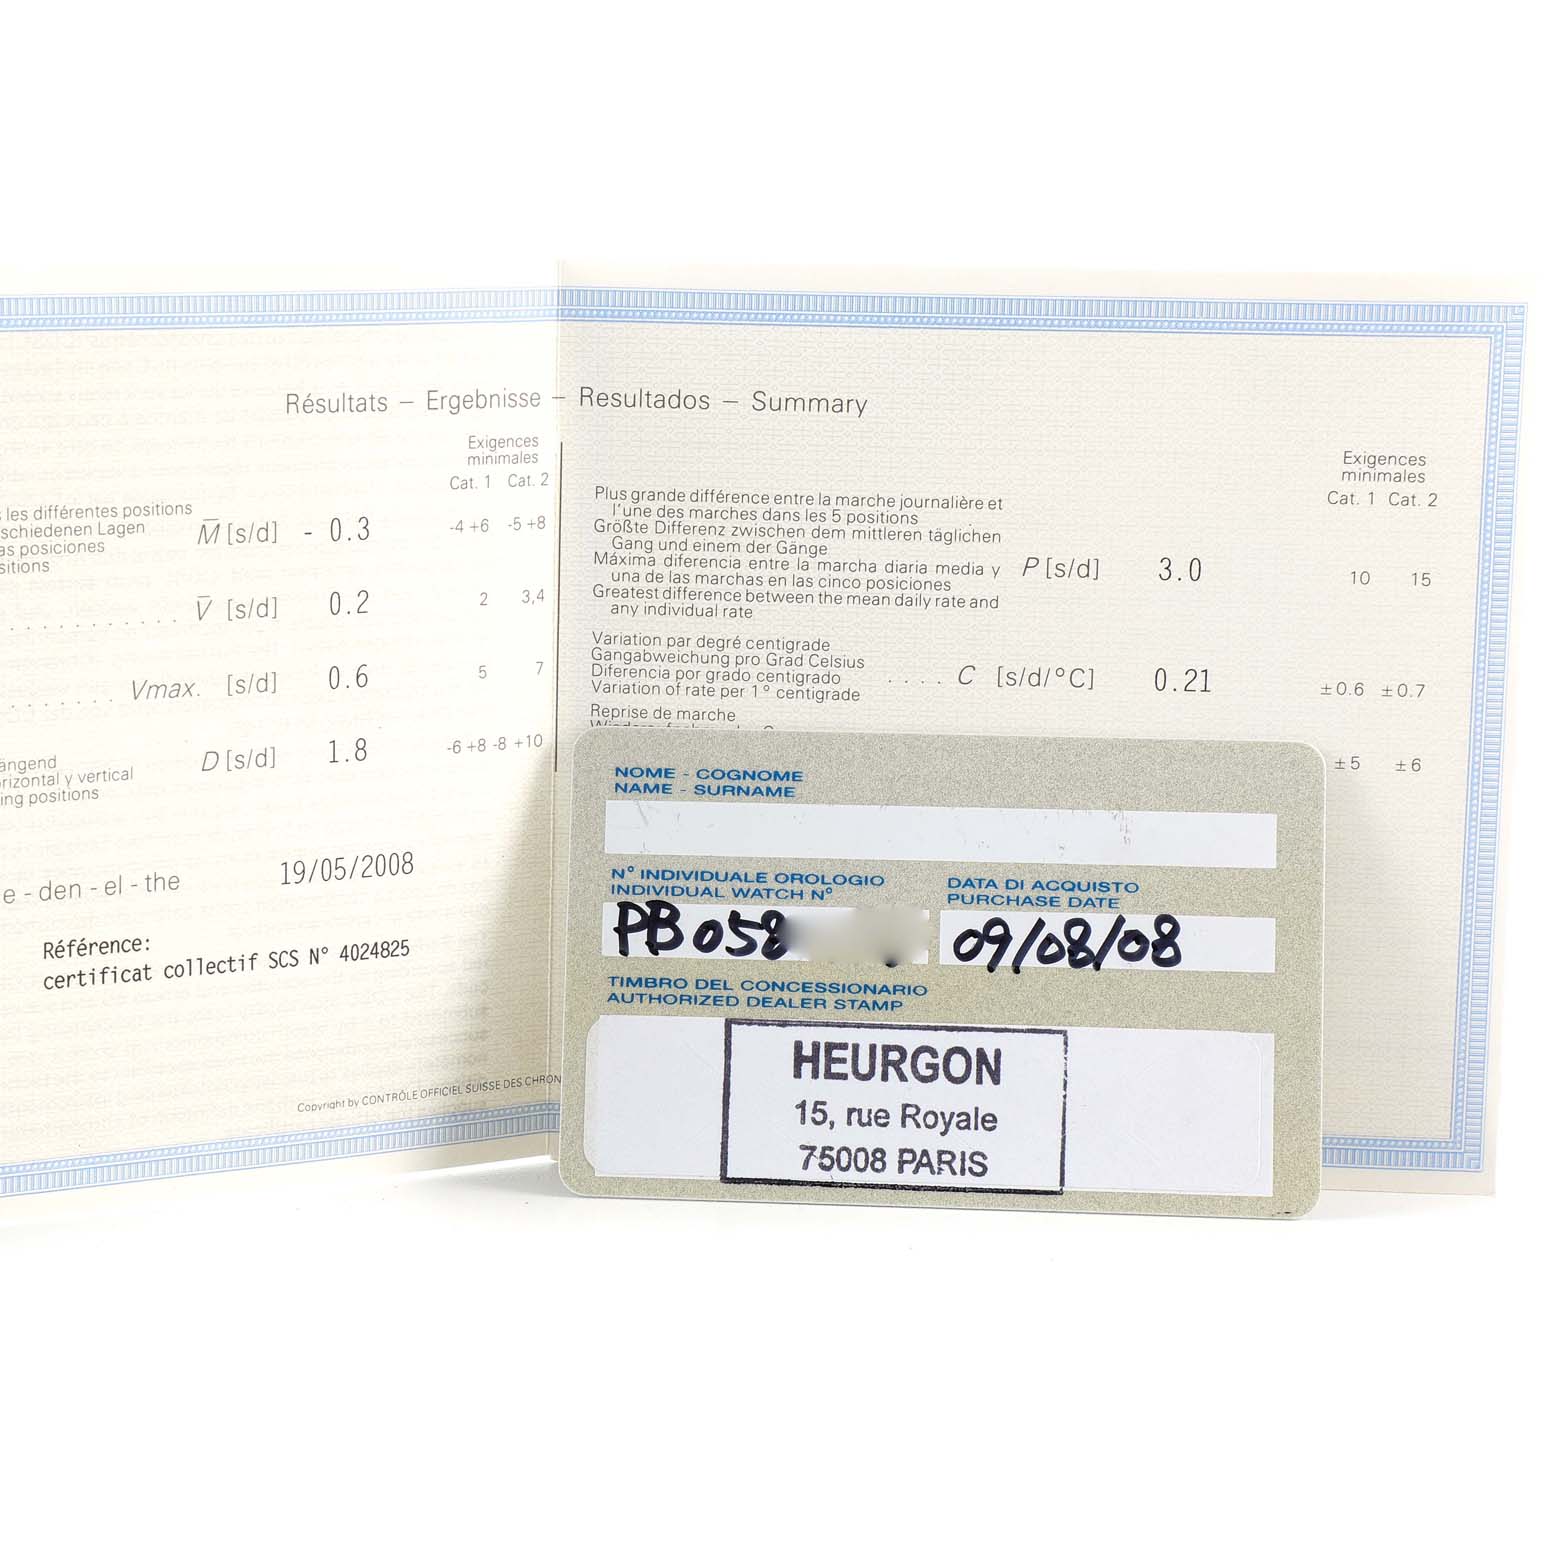 Résultats – Ergebnisse – Resultados – Summary
Exigences
minimales
Cat. 1 Cat. 2
les différentes positions
schiedenen Lagen
as posiciones
sitions
M̅ [s/d] - 0.3 -4 +6 -5 +8
V̅ [s/d] 0.2 2 3,4
Vmax. [s/d] 0.6 5 7
ängend
orizontal y vertical
ing positions
D [s/d] 1.8 -6 +8 -8 +10
e - den - el - the 19/05/2008
Référence:
certificat collectif SCS N° 4024825
Copyright by CONTRÔLE OFFICIEL SUISSE DES CHRON
Exigences
minimales
Cat. 1 Cat. 2
Plus grande différence entre la marche journalière et
l'une des marches dans les 5 positions
Größte Differenz zwischen dem mittleren täglichen
Gang und einem der Gänge
Máxima diferencia entre la marcha diaria media y
una de las marchas en las cinco posiciones
Greatest difference between the mean daily rate and
any individual rate
P [s/d] 3.0 10 15
Variation par degré centigrade
Gangabweichung pro Grad Celsius
Diferencia por grado centigrado
Variation of rate per 1° centigrade
.... C [s/d/°C] 0.21 ±0.6 ±0.7
Reprise de marche
±5 ±6
NOME - COGNOME
NAME - SURNAME
N° INDIVIDUALE OROLOGIO
INDIVIDUAL WATCH N°
PB058
DATA DI ACQUISTO
PURCHASE DATE
09/08/08
TIMBRO DEL CONCESSIONARIO
AUTHORIZED DEALER STAMP
HEURGON
15, rue Royale
75008 PARIS